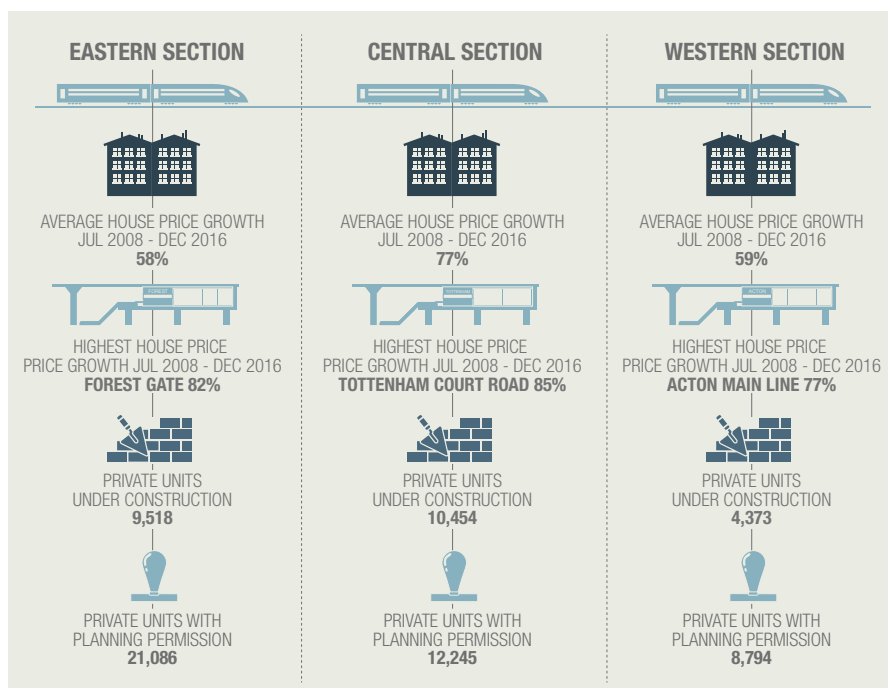 EASTERN SECTION
AVERAGE HOUSE PRICE GROWTH
JUL 2008 - DEC 2016
58%
FOREST
HIGHEST HOUSE PRICE
PRICE GROWTH JUL 2008 - DEC 2016
FOREST GATE 82%
PRIVATE UNITS
UNDER CONSTRUCTION
9,518
PRIVATE UNITS WITH
PLANNING PERMISSION
21,086
CENTRAL SECTION
AVERAGE HOUSE PRICE GROWTH
JUL 2008 - DEC 2016
77%
TOTTENHAM
HIGHEST HOUSE PRICE
PRICE GROWTH JUL 2008 - DEC 2016
TOTTENHAM COURT ROAD 85%
PRIVATE UNITS
UNDER CONSTRUCTION
10,454
PRIVATE UNITS WITH
PLANNING PERMISSION
12,245
WESTERN SECTION
AVERAGE HOUSE PRICE GROWTH
JUL 2008 - DEC 2016
59%
ACTON
HIGHEST HOUSE PRICE
PRICE GROWTH JUL 2008 - DEC 2016
ACTON MAIN LINE 77%
PRIVATE UNITS
UNDER CONSTRUCTION
4,373
PRIVATE UNITS WITH
PLANNING PERMISSION
8,794